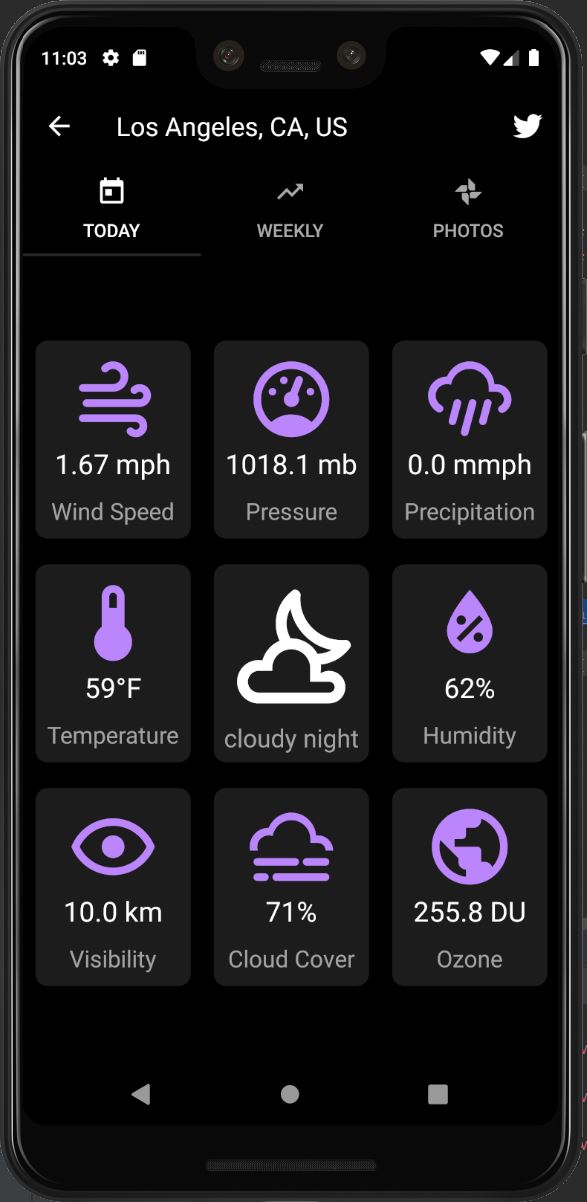 11:03
Los Angeles, CA, US
TODAY WEEKLY PHOTOS
1.67 mph 1018.1 mb 0.0 mmph
Wind Speed Pressure Precipitation
59°F 62%
Temperature cloudy night Humidity
10.0 km 71% 255.8 DU
Visibility Cloud Cover Ozone